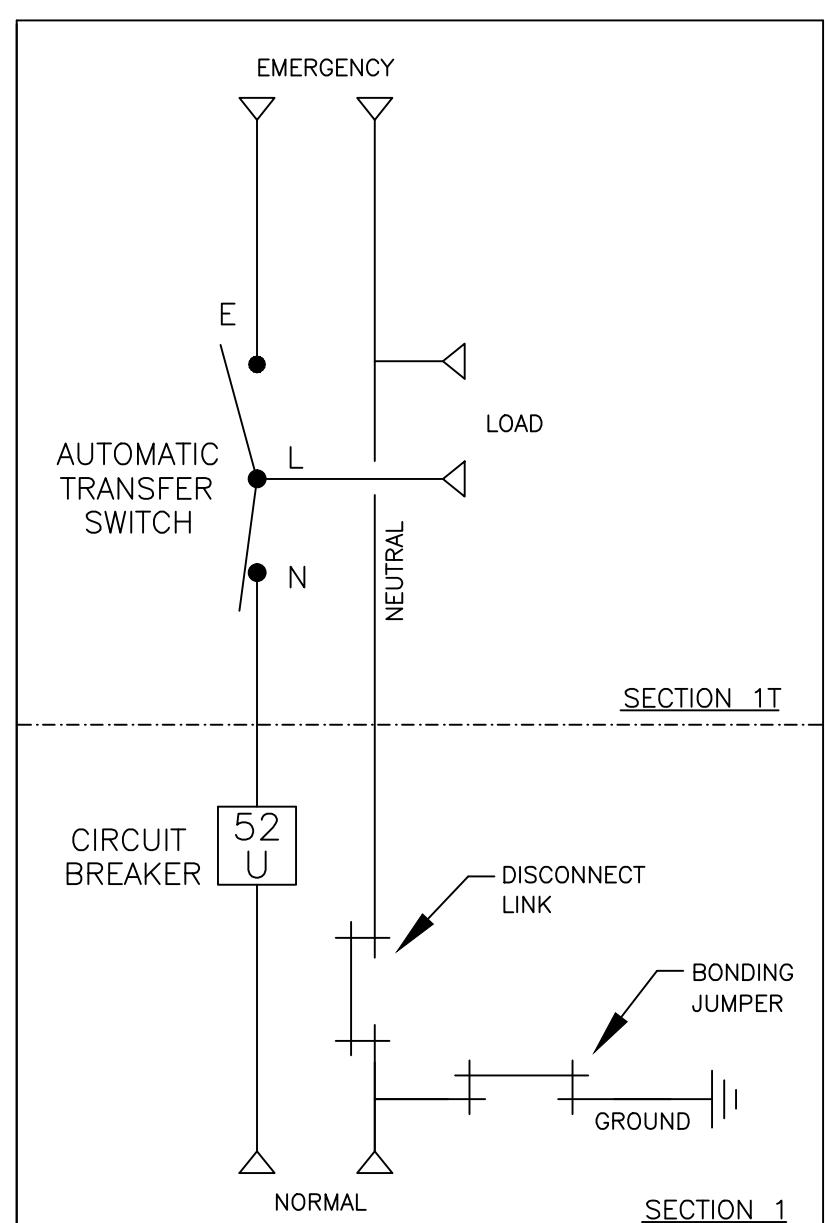 EMERGENCY
E
LOAD
AUTOMATIC
TRANSFER
SWITCH
L
N
NEUTRAL
SECTION 1T
CIRCUIT
BREAKER
52
U
DISCONNECT
LINK
BONDING
JUMPER
GROUND
NORMAL
SECTION 1